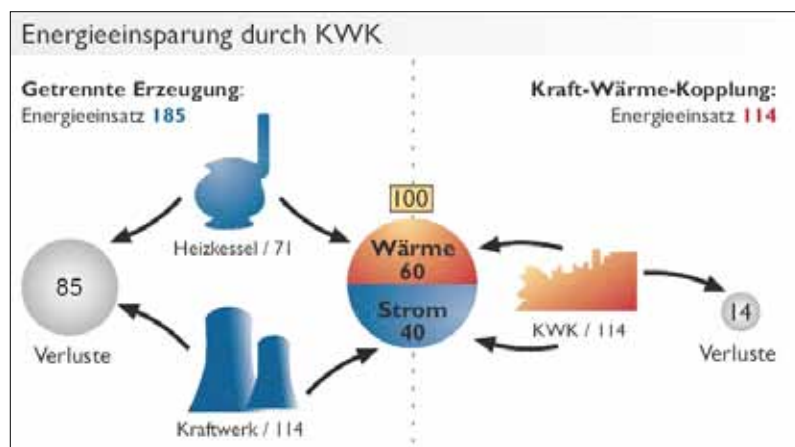 Energieeinsparung durch KWK
Getrennte Erzeugung:
Energieeinsatz 185
Kraft-Wärme-Kopplung:
Energieeinsatz 114
100
Heizkessel / 71
Wärme
60
85
Strom
40
KWK / 114
14
Verluste
Verluste
Kraftwerk / 114